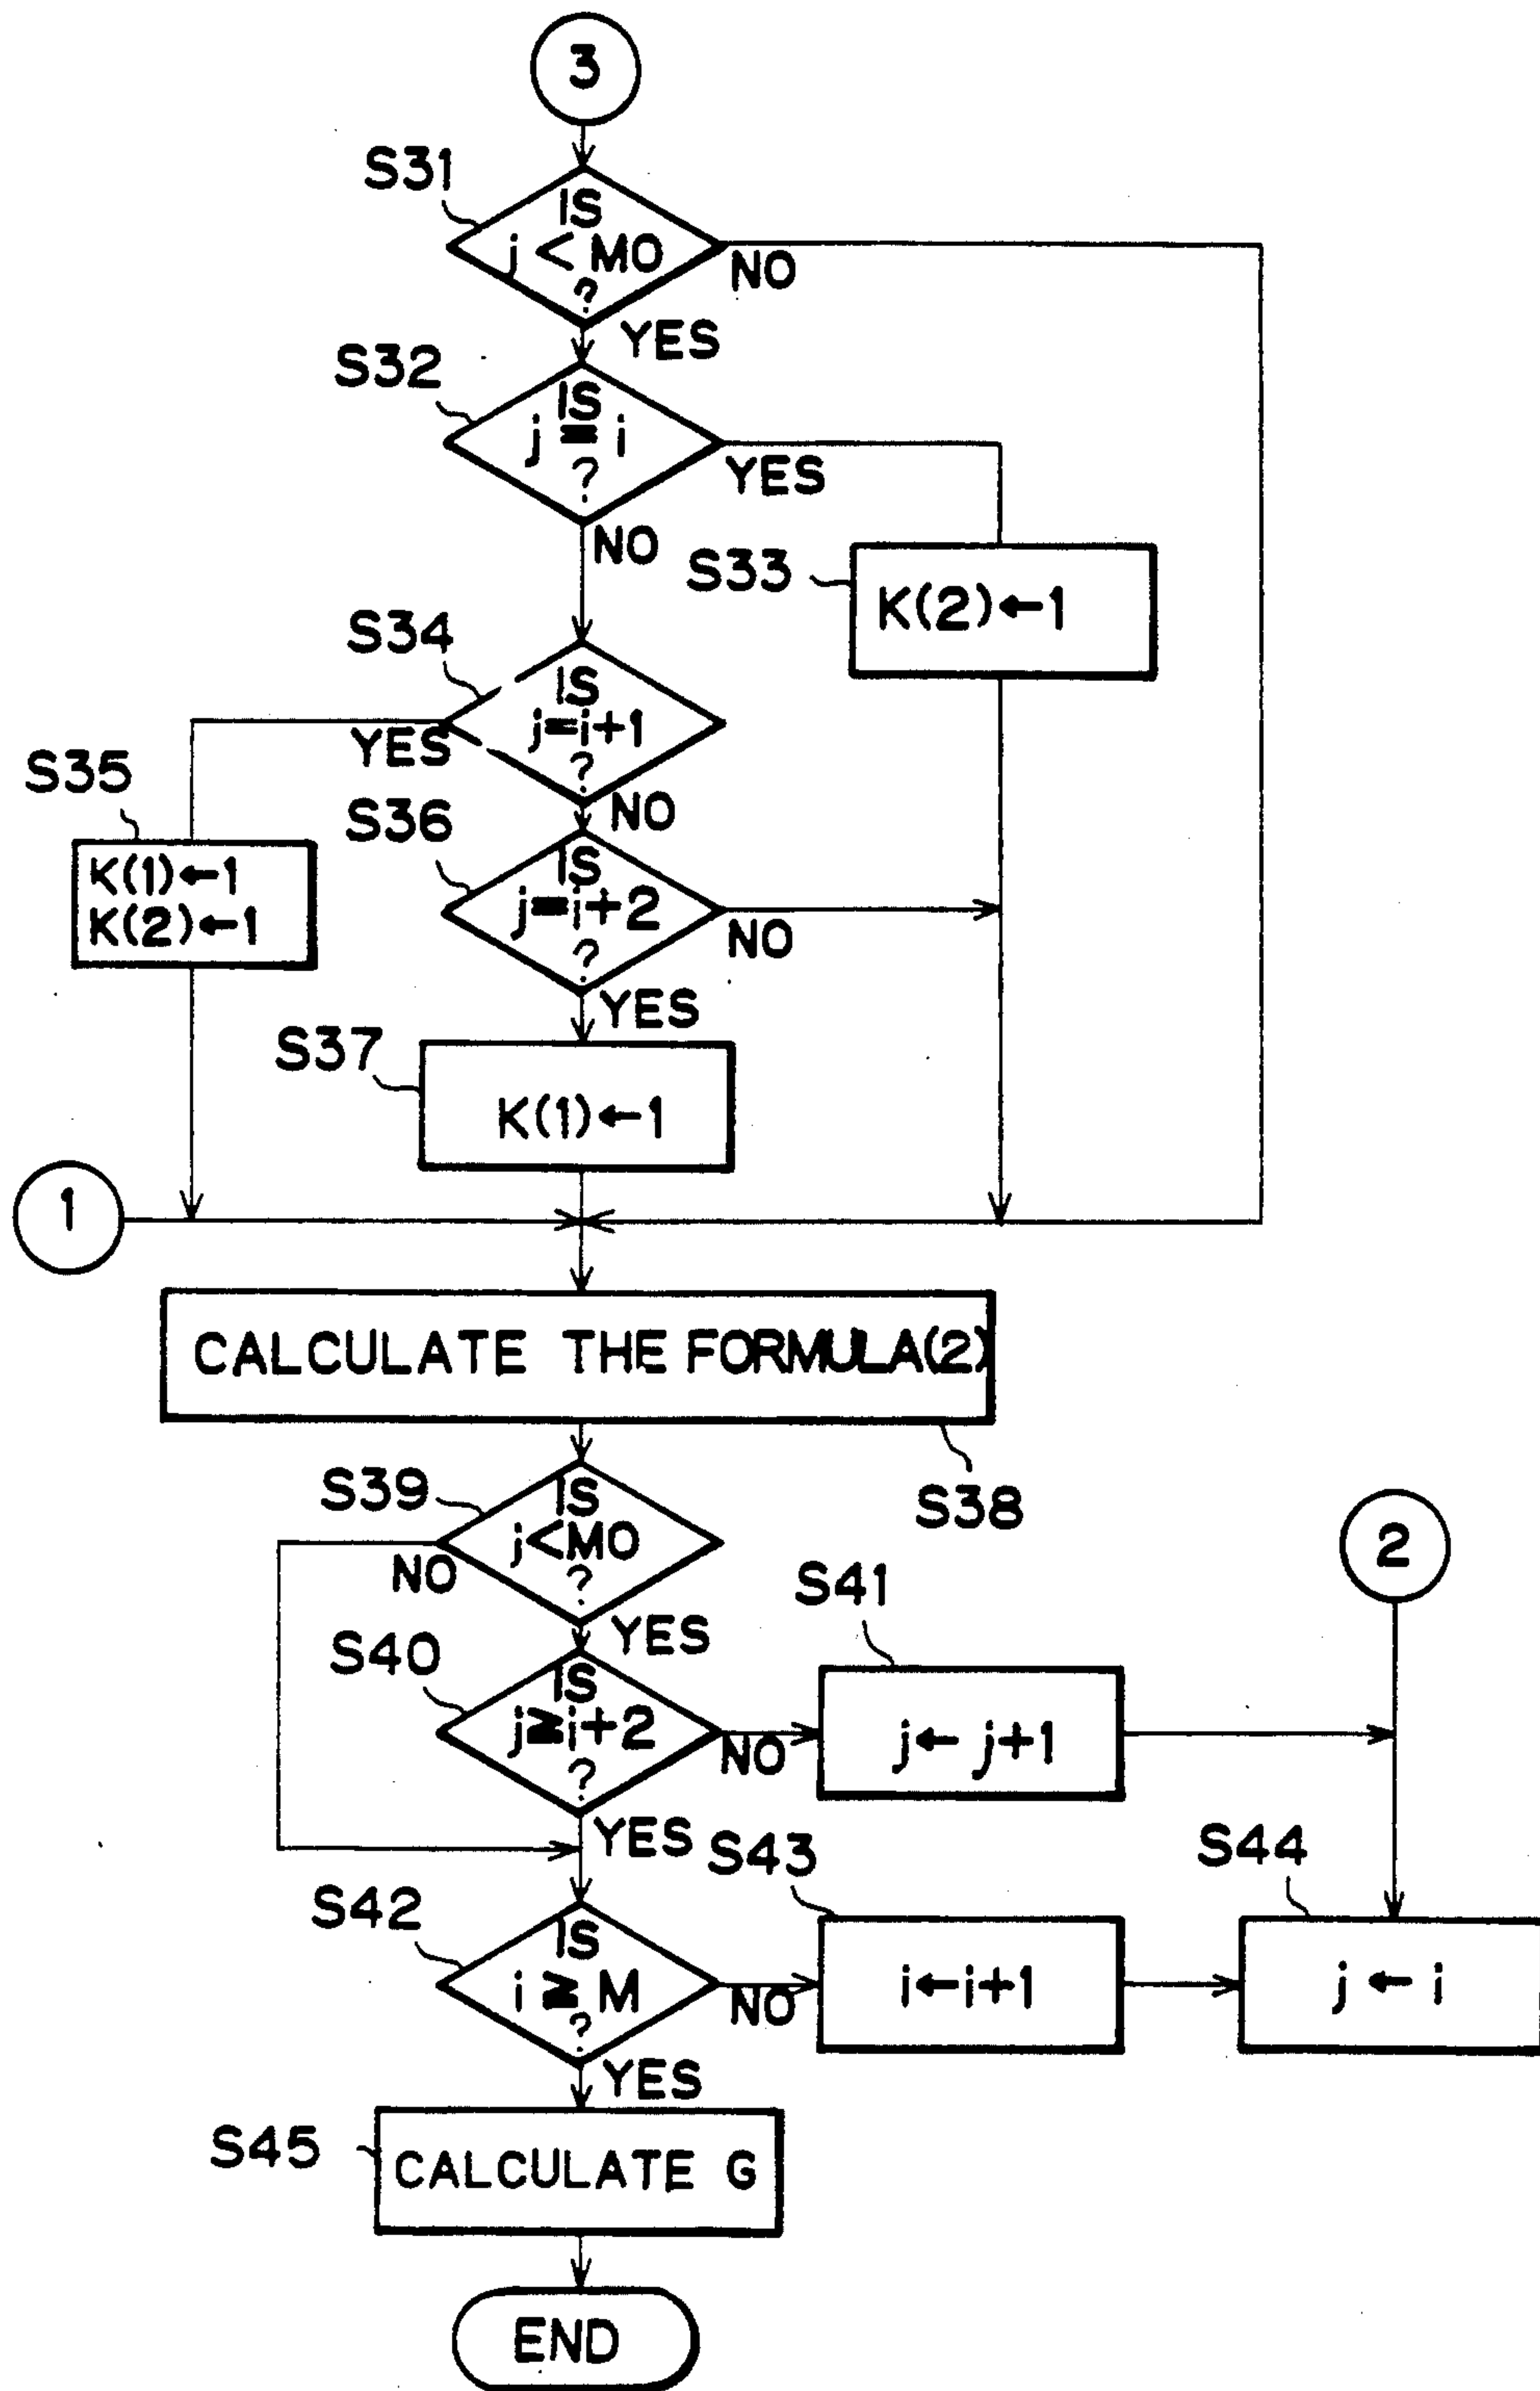 3
S31
IS
j < MO
?
NO
YES
S32
IS
j = i
?
YES
NO
S33
K(2)←1
S34
IS
j=i+1
?
YES
NO
S35
K(1)←1
K(2)←1
S36
IS
j=i+2
?
NO
YES
S37
K(1)←1
1
CALCULATE THE FORMULA(2)
S38
S39
IS
j<MO
?
NO
YES
2
S40
IS
j≧i+2
?
NO
YES
S41
j← j+1
S42
IS
i ≧ M
?
NO
YES
S43
i←i+1
S44
j ← i
S45
CALCULATE G
END